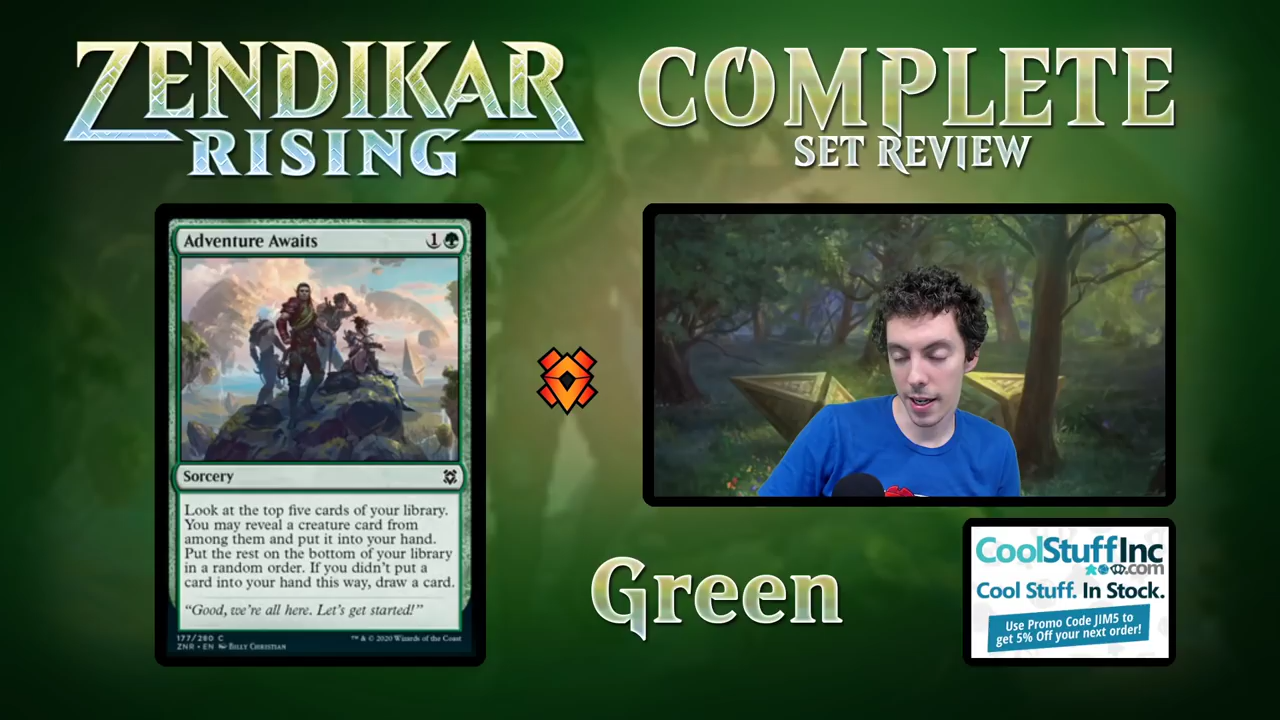 ZENDIKAR
RISING
COMPLETE
SET REVIEW
Adventure Awaits
1
Sorcery
Look at the top five cards of your library.
You may reveal a creature card from
among them and put it into your hand.
Put the rest on the bottom of your library
in a random order. If you didn't put a
card into your hand this way, draw a card.
"Good, we're all here. Let's get started!"
177/280 C
ZNR • EN BILLY CHRISTIAN
™ & © 2020 Wizards of the Coast
Green
CoolStuffInc
.com
Cool Stuff. In Stock.
Use Promo Code JIM5 to
get 5% Off your next order!